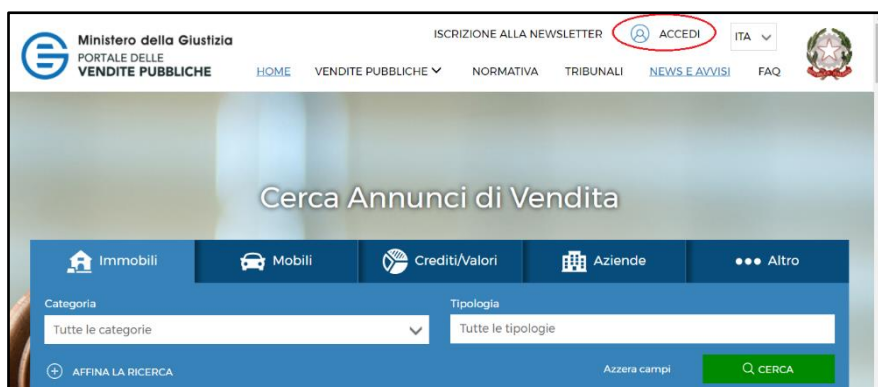 Ministero della Giustizia
PORTALE DELLE
VENDITE PUBBLICHE
ISCRIZIONE ALLA NEWSLETTER ACCEDI ITA
HOME VENDITE PUBBLICHE NORMATIVA TRIBUNALI NEWS E AVVISI FAQ
Cerca Annunci di Vendita
Immobili Mobili Crediti/Valori Aziende Altro
Categoria Tipologia
Tutte le categorie Tutte le tipologie
AFFINA LA RICERCA Azzera campi CERCA